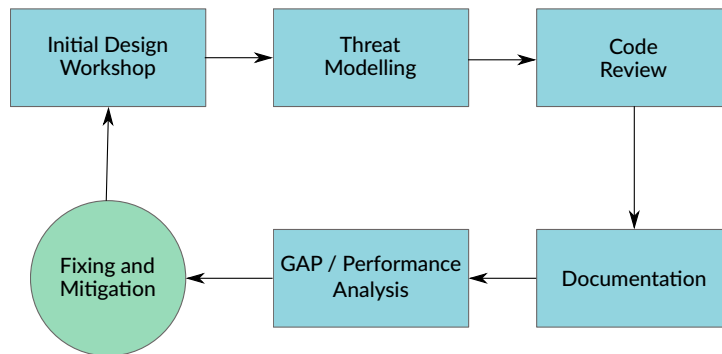 Initial Design
Workshop
Threat
Modelling
Code
Review
Fixing and
Mitigation
GAP / Performance
Analysis
Documentation